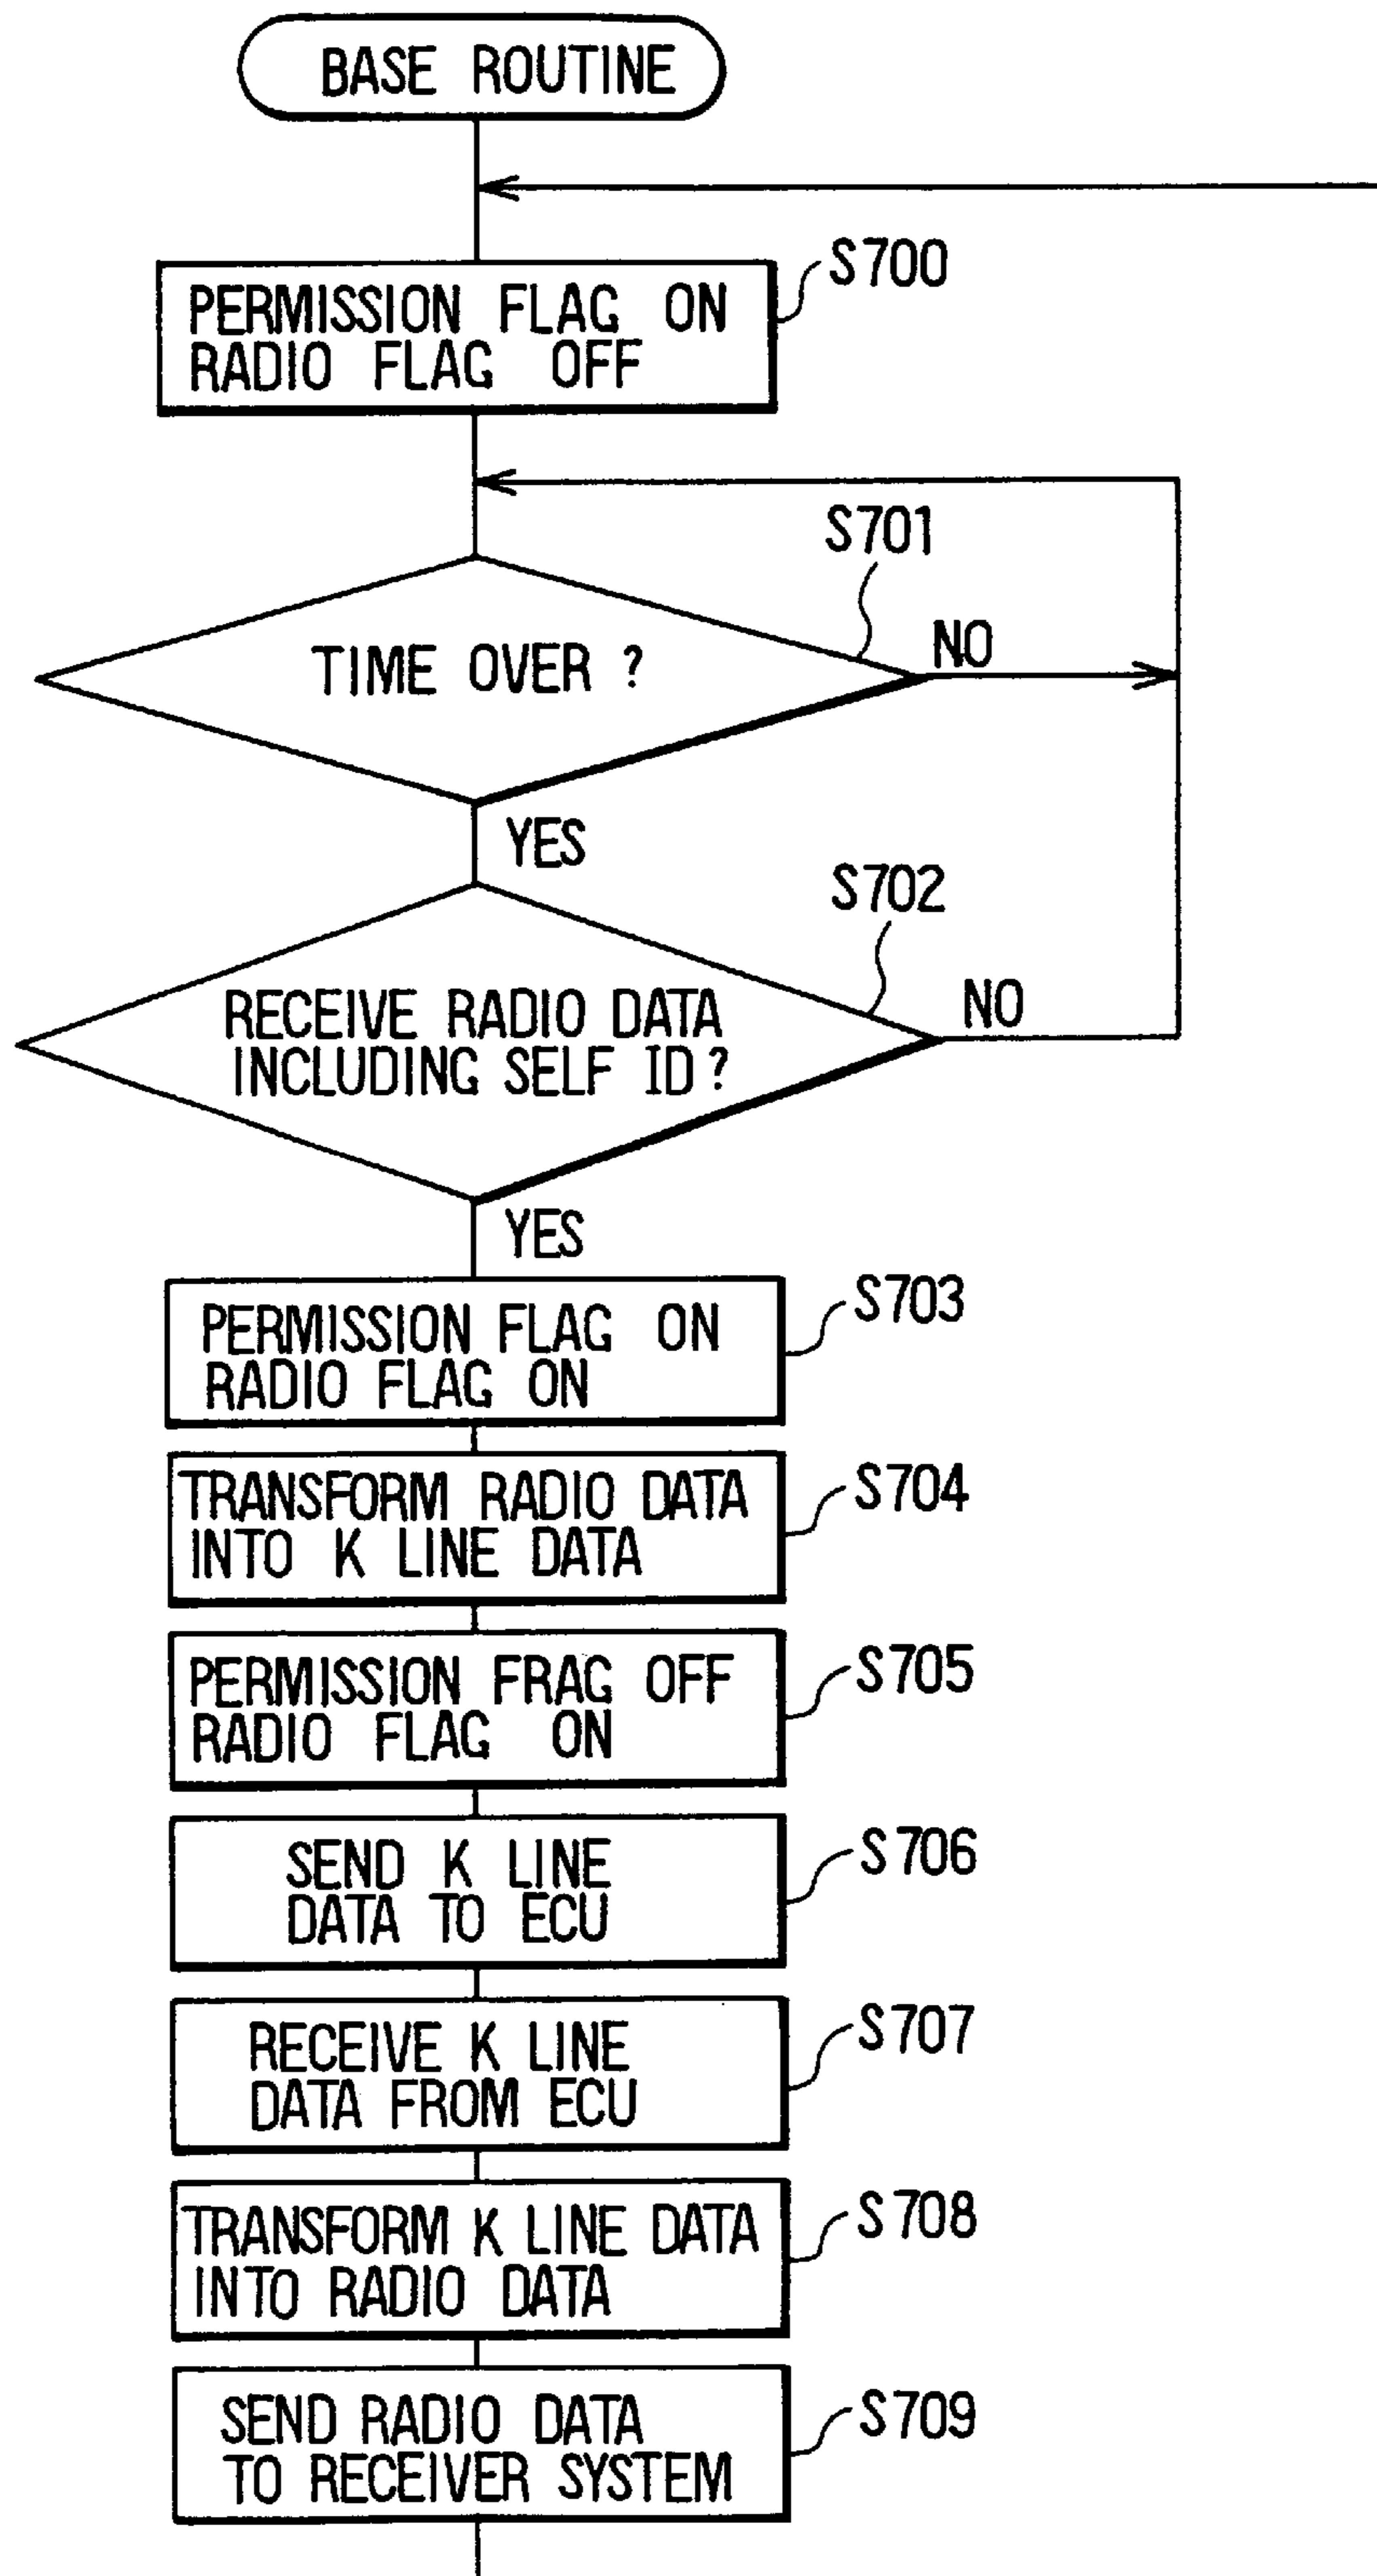 BASE ROUTINE
S700
PERMISSION FLAG ON
RADIO FLAG OFF
S701
TIME OVER ?
NO
YES
S702
RECEIVE RADIO DATA
INCLUDING SELF ID ?
NO
YES
S703
PERMISSION FLAG ON
RADIO FLAG ON
S704
TRANSFORM RADIO DATA
INTO K LINE DATA
S705
PERMISSION FRAG OFF
RADIO FLAG ON
S706
SEND K LINE
DATA TO ECU
S707
RECEIVE K LINE
DATA FROM ECU
S708
TRANSFORM K LINE DATA
INTO RADIO DATA
S709
SEND RADIO DATA
TO RECEIVER SYSTEM